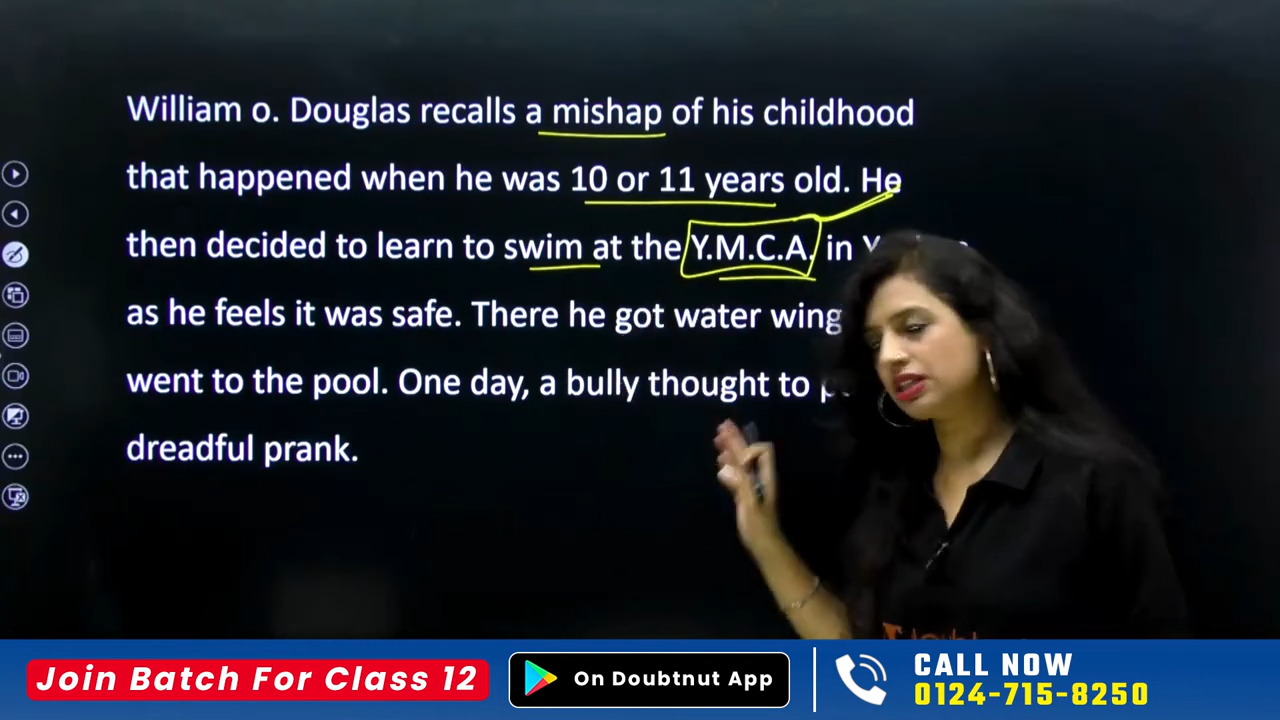 William o. Douglas recalls a mishap of his childhood
that happened when he was 10 or 11 years old. He
then decided to learn to swim at the Y.M.C.A. in
as he feels it was safe. There he got water wing
went to the pool. One day, a bully thought to
dreadful prank.
Join Batch For Class 12
On Doubtnut App
CALL NOW
0124-715-8250